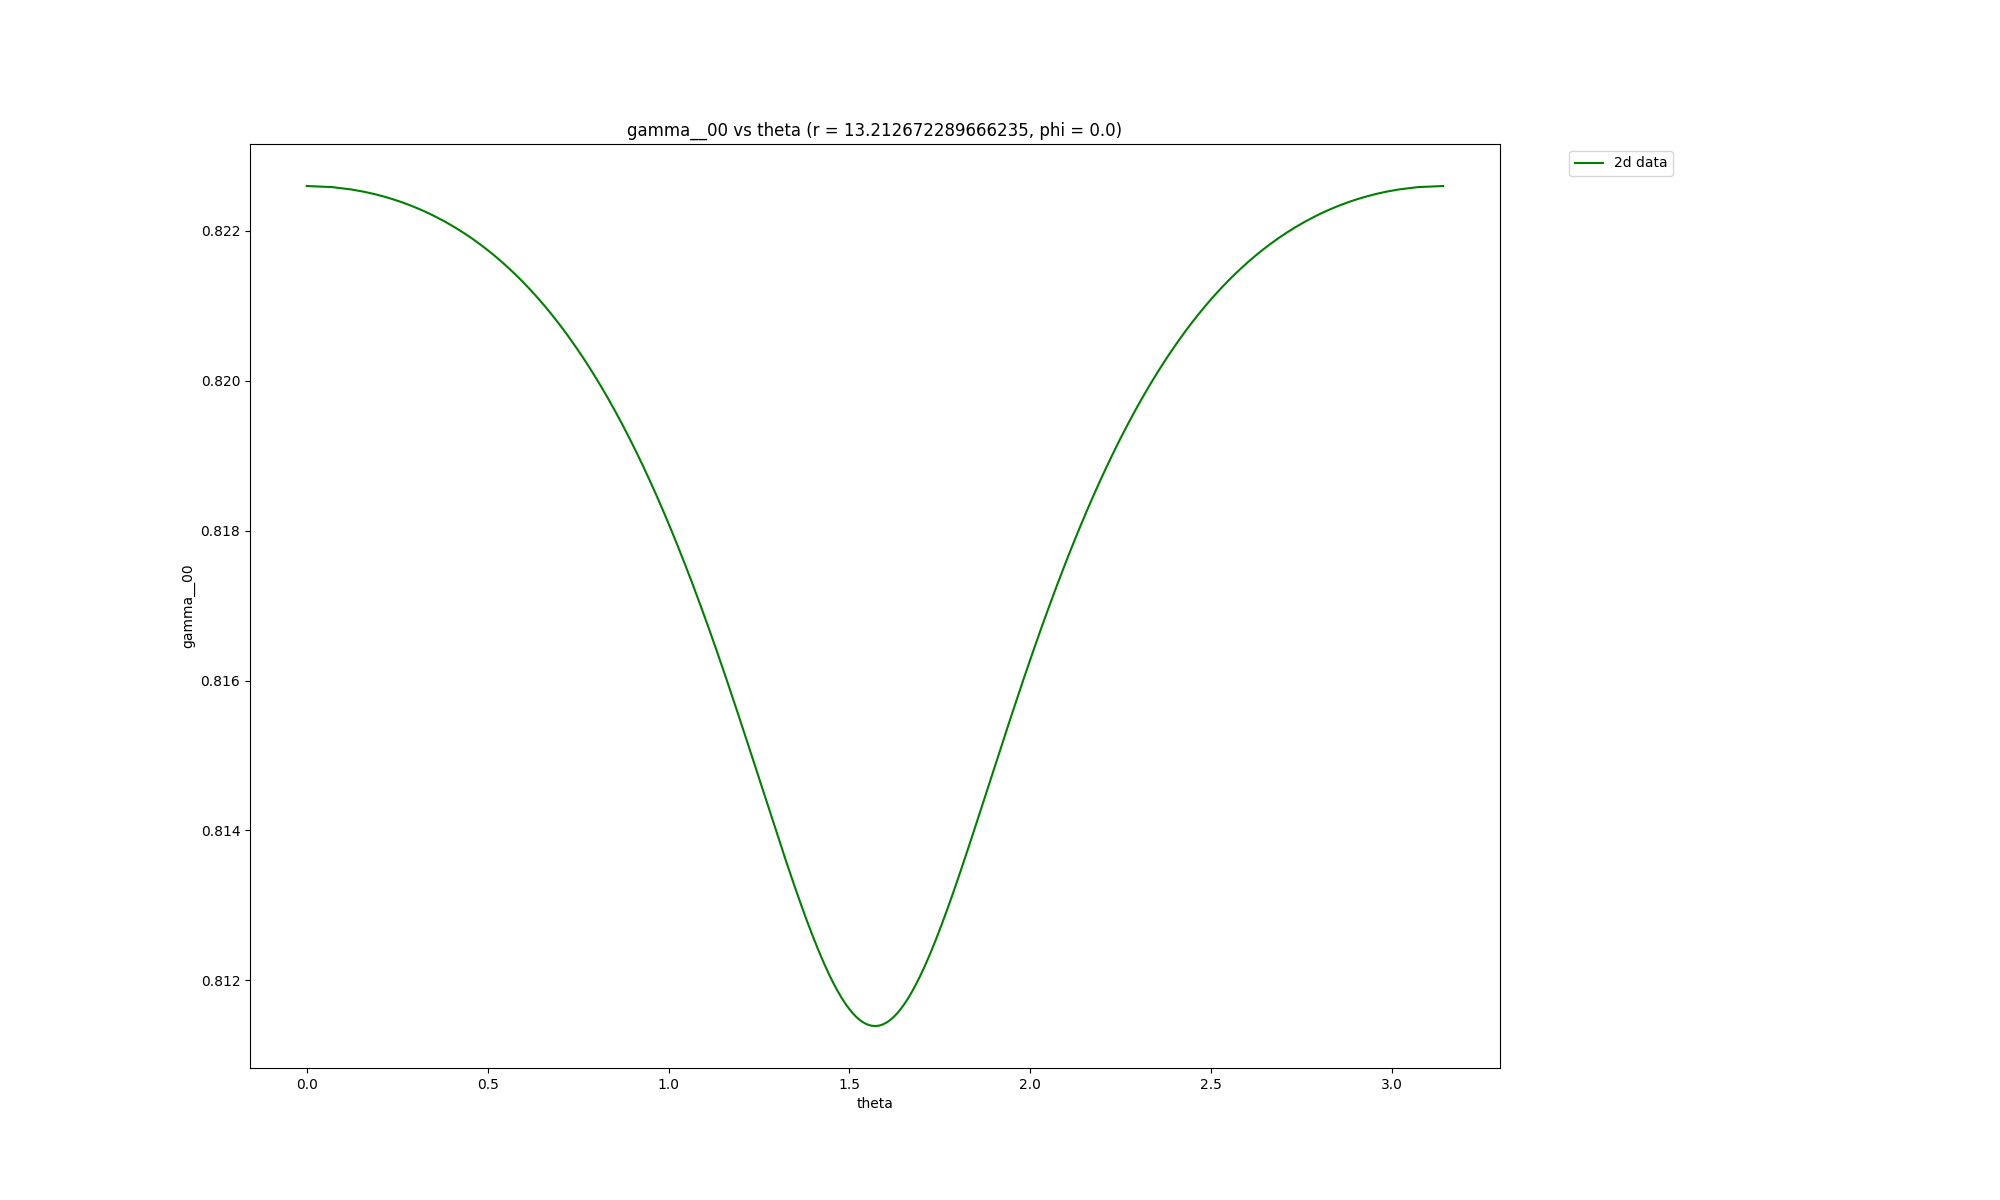 gamma__00 vs theta (r = 13.212672289666235, phi = 0.0)
2d data
0.822
0.820
0.818
0.816
0.814
0.812
gamma__00
0.0 0.5 1.0 1.5 2.0 2.5 3.0
theta